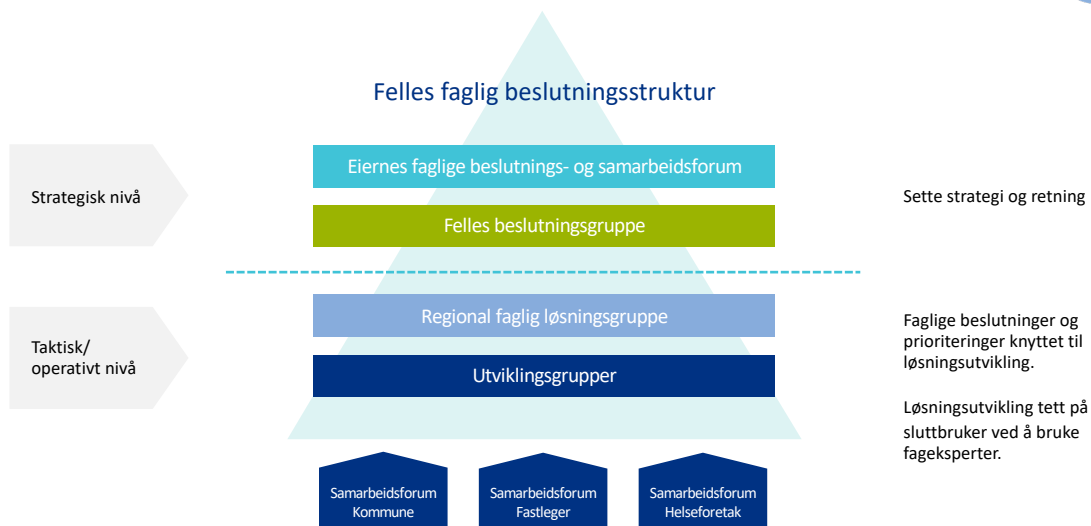 Felles faglig beslutningsstruktur
Strategisk nivå
Eiernes faglige beslutnings- og samarbeidsforum
Felles beslutningsgruppe
Sette strategi og retning
Taktisk/
operativt nivå
Regional faglig løsningsgruppe
Utviklingsgrupper
Faglige beslutninger og
prioriteringer knyttet til
løsningsutvikling.
Løsningsutvikling tett på
sluttbruker ved å bruke
fageksperter.
Samarbeidsforum
Kommune
Samarbeidsforum
Fastleger
Samarbeidsforum
Helseforetak